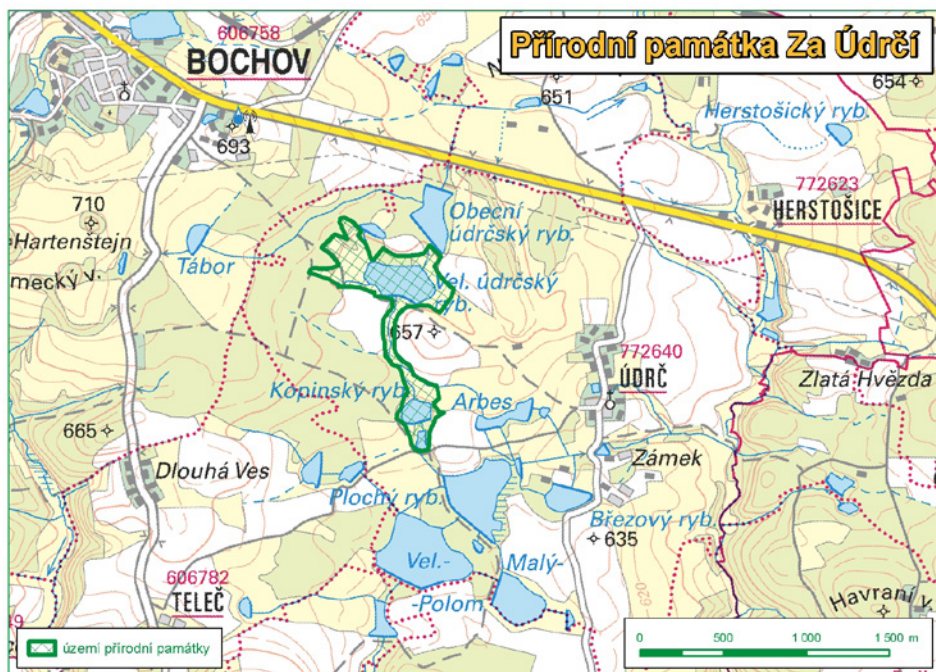 Přírodní památka Za Údrčí
606758
BOCHOV
651
654
Herstošický ryb.
693
772623
HERSTOŠICE
710
Hartenstejn
Tábor
Obecní
údrčský ryb.
Vel. údrčský
ryb.
657
772640
ÚDRČ
Zlatá Hvězda
Kopinský ryb.
Arbes
665
Dlouhá Ves
Zámek
Plochý ryb.
Březový ryb.
635
Vel.-
Malý-
-Polom
606782
TELEČ
620
Havraní v.
území přírodní památky
0 500 1 000 1 500 m